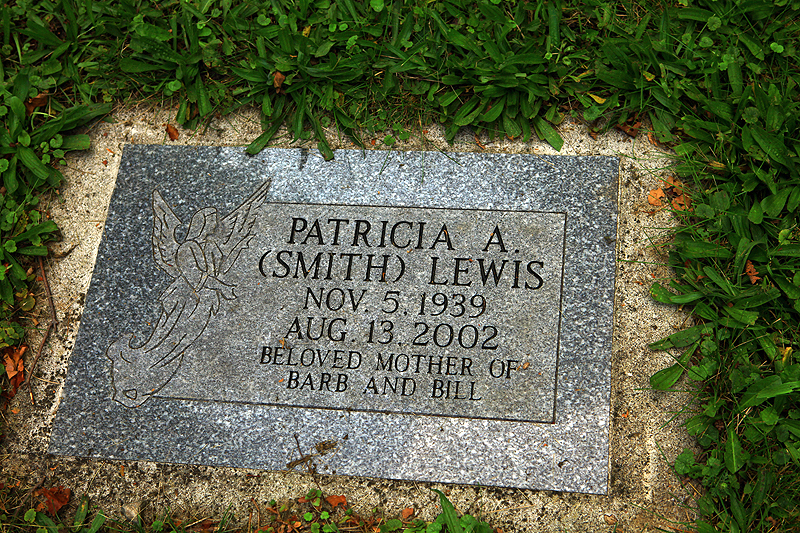 PATRICIA A.
(SMITH) LEWIS
NOV. 5, 1939
AUG. 13, 2002
BELOVED MOTHER OF
BARB AND BILL